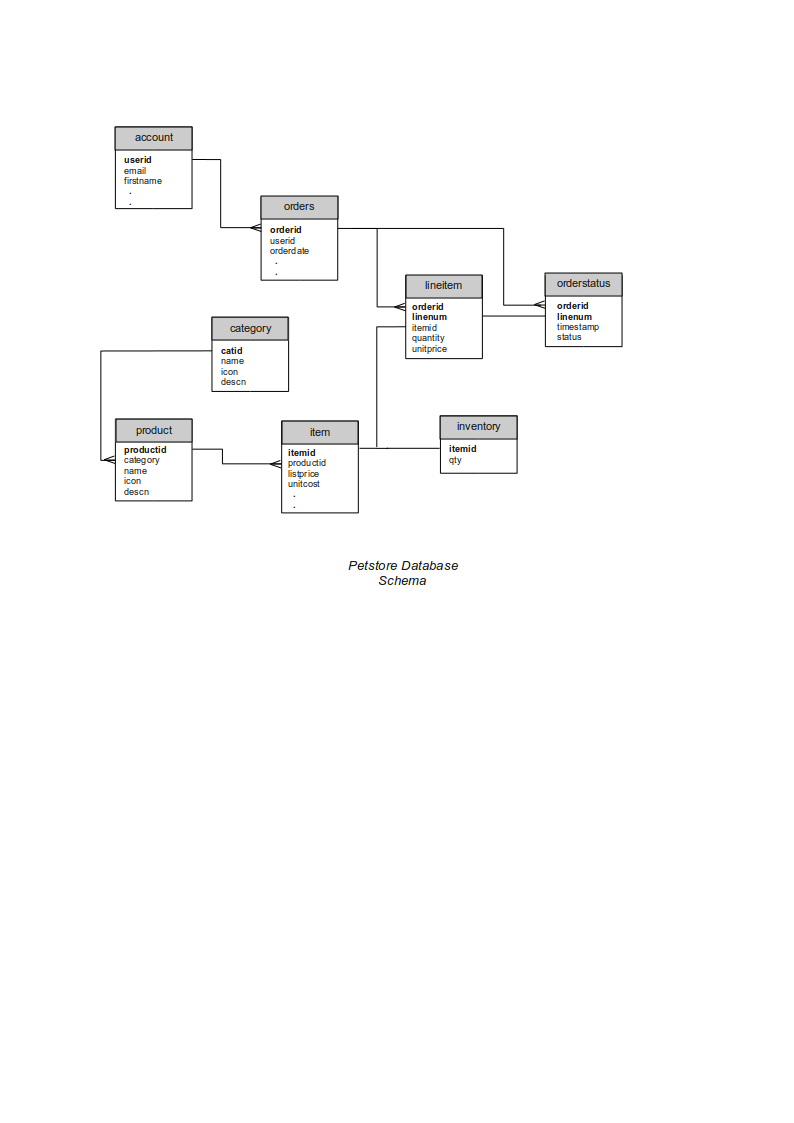 account
userid
email
firstname
.
.
orders
orderid
userid
orderdate
.
.
lineitem
orderid
linenum
itemid
quantity
unitprice
orderstatus
orderid
linenum
timestamp
status
category
catid
name
icon
descn
product
productid
category
name
icon
descn
item
itemid
productid
listprice
unitcost
.
.
inventory
itemid
qty
Petstore Database
Schema